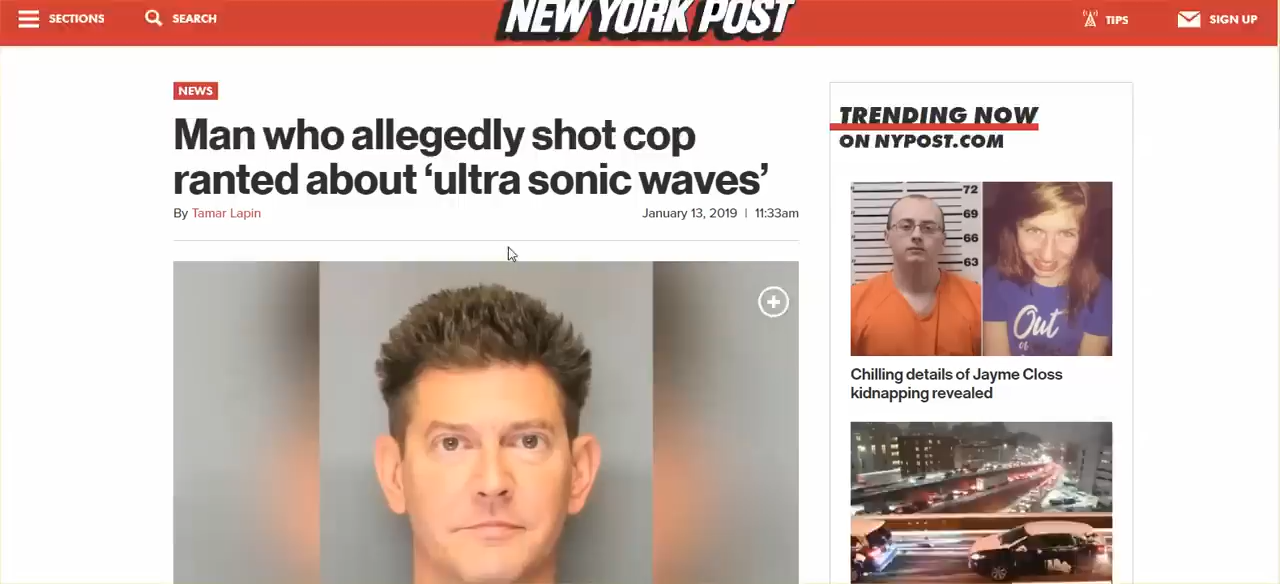 SECTIONS
SEARCH
NEW YORK POST
TIPS
SIGN UP
NEWS
Man who allegedly shot cop
ranted about ‘ultra sonic waves’
By Tamar Lapin
January 13, 2019 | 11:33am
TRENDING NOW
ON NYPOST.COM
72
69
66
63
Out
of
Chilling details of Jayme Closs
kidnapping revealed